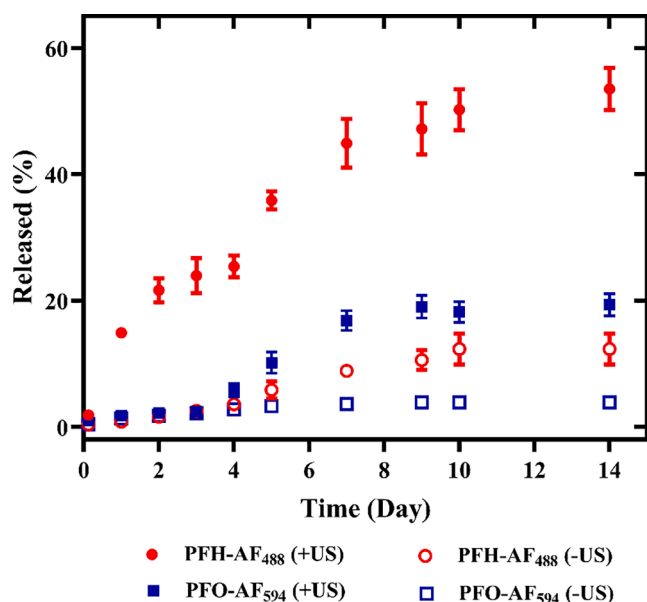 60
40
20
0
Released (%)
0 2 4 6 8 10 12 14
Time (Day)
PFH-AF488 (+US) PFH-AF488 (-US)
PFO-AF594 (+US) PFO-AF594 (-US)